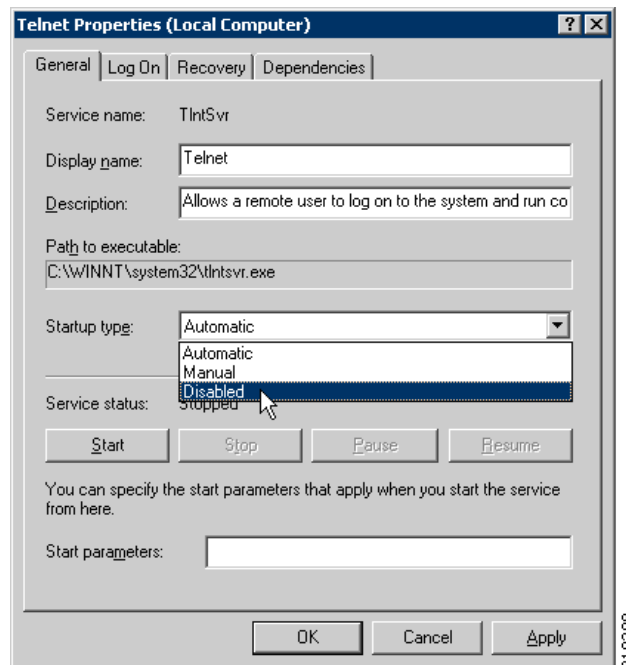 Telnet Properties (Local Computer)
General Log On Recovery Dependencies
Service name: TlntSvr
Display name: Telnet
Description: Allows a remote user to log on to the system and run co
Path to executable:
C:\WINNT\system32\tlntsvr.exe
Startup type: Automatic
Automatic
Manual
Disabled
Service status: Stopped
Start Stop Pause Resume
You can specify the start parameters that apply when you start the service
from here.
Start parameters:
OK Cancel Apply